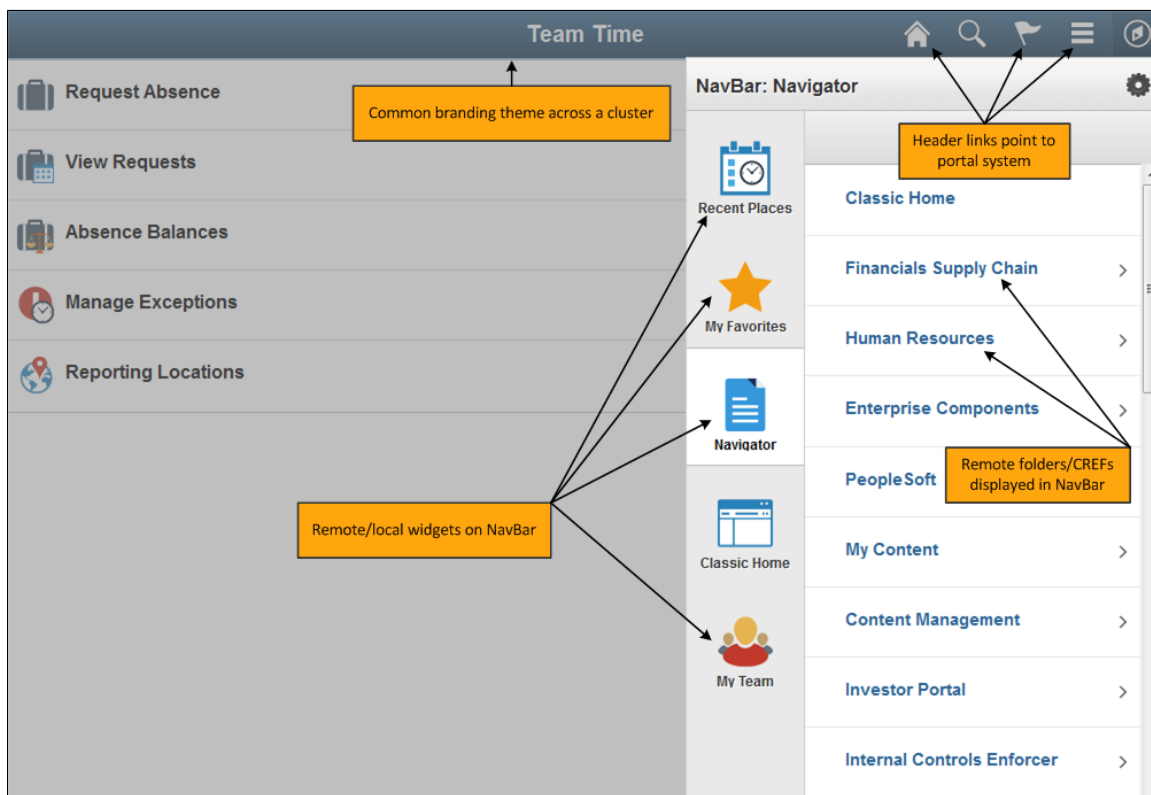 Team Time
Request Absence
View Requests
Absence Balances
Manage Exceptions
Reporting Locations
Common branding theme across a cluster
NavBar: Navigator
Header links point to
portal system
Recent Places
My Favorites
Navigator
Classic Home
My Team
Remote/local widgets on NavBar
Classic Home
Financials Supply Chain
Human Resources
Enterprise Components
PeopleSoft
Remote folders/CREFs
displayed in NavBar
My Content
Content Management
Investor Portal
Internal Controls Enforcer